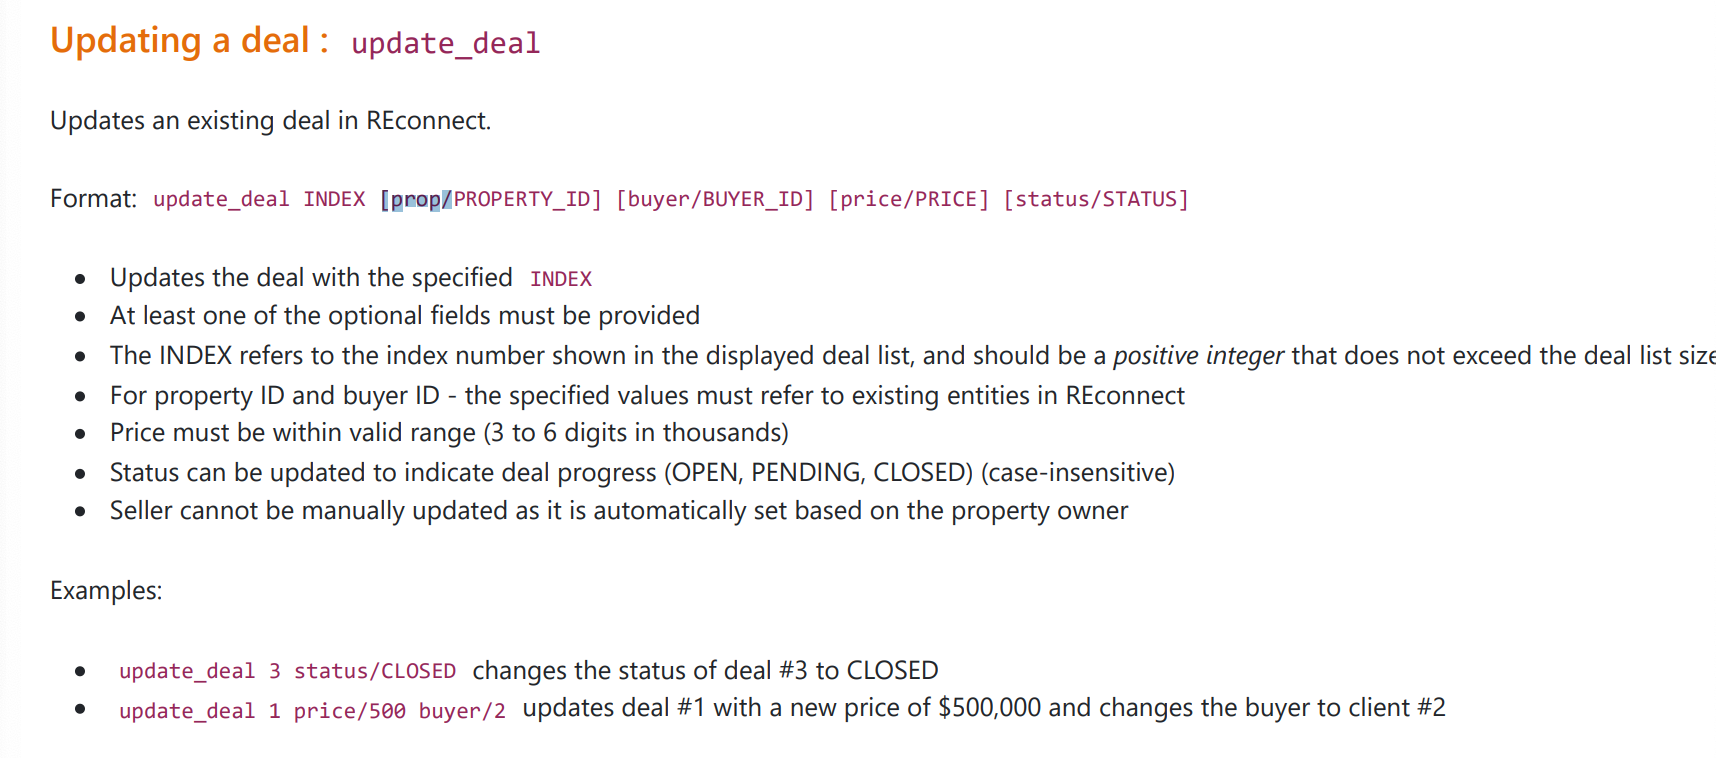 Updating a deal : update_deal
Updates an existing deal in REconnect.
Format: update_deal INDEX [prop/PROPERTY_ID] [buyer/BUYER_ID] [price/PRICE] [status/STATUS]
• Updates the deal with the specified INDEX
• At least one of the optional fields must be provided
• The INDEX refers to the index number shown in the displayed deal list, and should be a positive integer that does not exceed the deal list size
• For property ID and buyer ID - the specified values must refer to existing entities in REconnect
• Price must be within valid range (3 to 6 digits in thousands)
• Status can be updated to indicate deal progress (OPEN, PENDING, CLOSED) (case-insensitive)
• Seller cannot be manually updated as it is automatically set based on the property owner
Examples:
• update_deal 3 status/CLOSED changes the status of deal #3 to CLOSED
• update_deal 1 price/500 buyer/2 updates deal #1 with a new price of $500,000 and changes the buyer to client #2